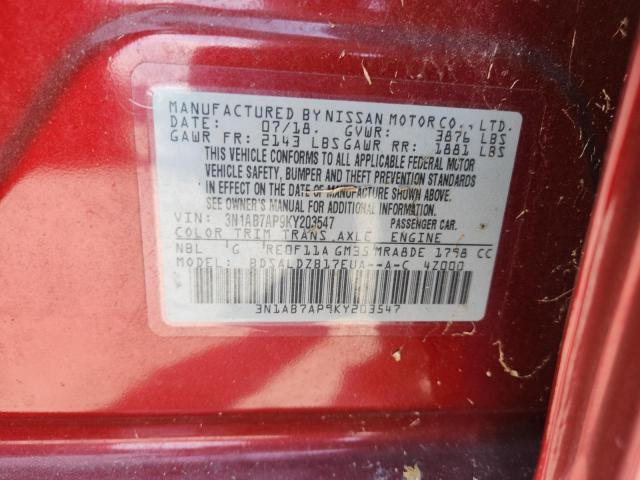 MANUFACTURED BY NISSAN MOTOR CO., LTD.
DATE: 07/18. GVWR: 3876 LBS
GAWR FR: 2143 LBS GAWR RR: 1881 LBS
THIS VEHICLE CONFORMS TO ALL APPLICABLE FEDERAL MOTOR
VEHICLE SAFETY, BUMPER AND THEFT PREVENTION STANDARDS
IN EFFECT ON THE DATE OF MANUFACTURE SHOWN ABOVE.
SEE OWNER'S MANUAL FOR ADDITIONAL INFORMATION.
VIN: 3N1AB7AP9KY203547 PASSENGER CAR.
COLOR TRIM TRANS. AXLE ENGINE
NBL G RE0F11A GM35 MRA8DE 1798 CC
MODEL: BDSALDZB17EUA--A-C 4Z000
3N1AB7AP9KY203547